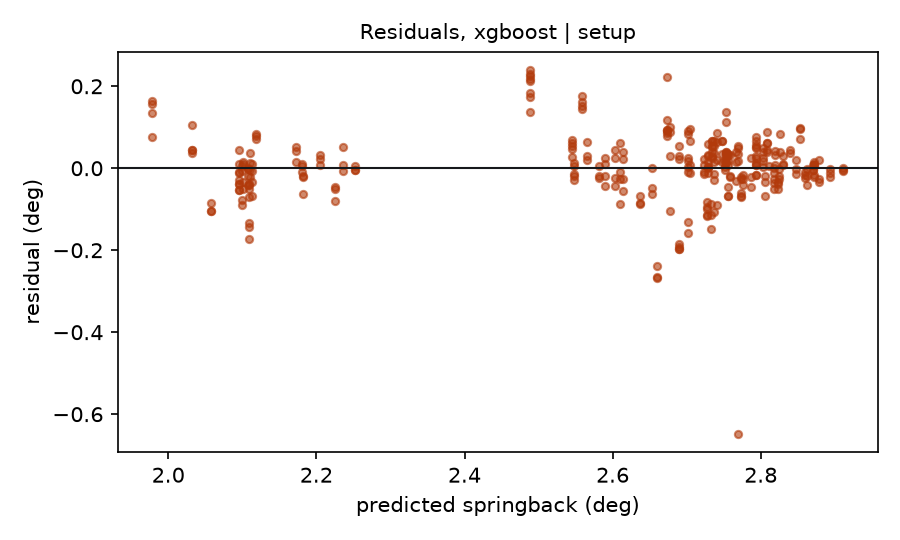 Residuals, xgboost | setup
residual (deg)
0.2
0.0
−0.2
−0.4
−0.6
2.0 2.2 2.4 2.6 2.8
predicted springback (deg)